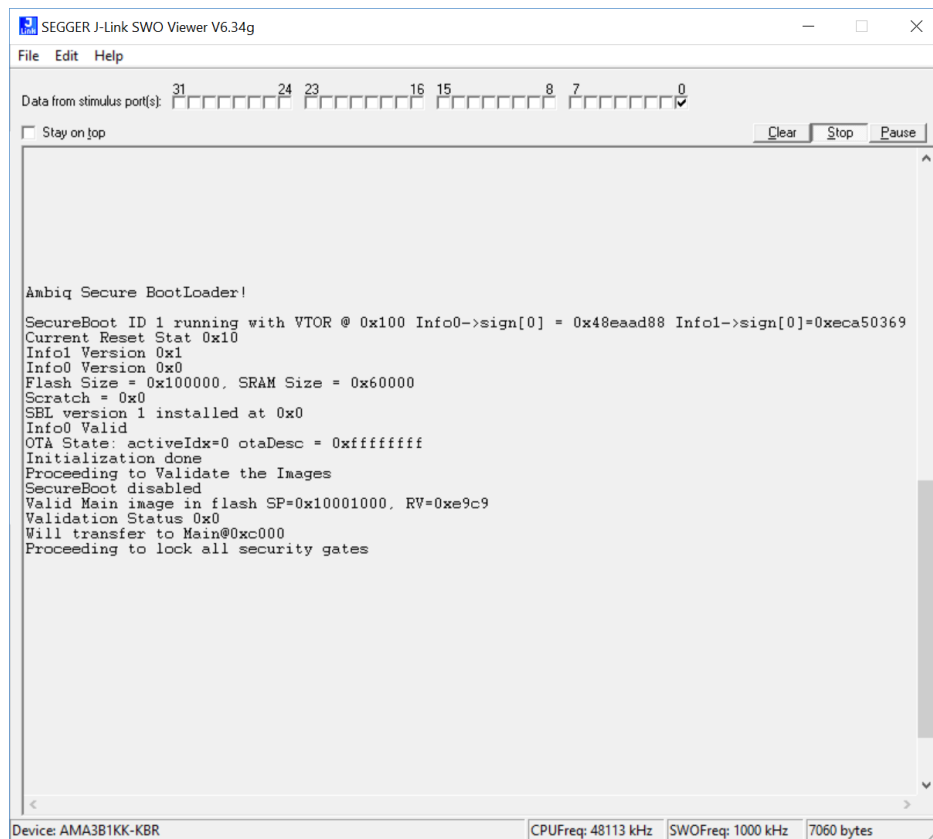 SEGGER J-Link SWO Viewer V6.34g
File Edit Help
31 24 23 16 15 8 7 0
Data from stimulus port(s):
Stay on top
Clear Stop Pause
Ambiq Secure BootLoader!
SecureBoot ID 1 running with VTOR @ 0x100 Info0->sign[0] = 0x48eaad88 Info1->sign[0]=0xeca50369
Current Reset Stat 0x10
Info1 Version 0x1
Info0 Version 0x0
Flash Size = 0x100000, SRAM Size = 0x60000
Scratch = 0x0
SBL version 1 installed at 0x0
Info0 Valid
OTA State: activeIdx=0 otaDesc = 0xffffffff
Initialization done
Proceeding to Validate the Images
SecureBoot disabled
Valid Main image in flash SP=0x10001000, RV=0xe9c9
Validation Status 0x0
Will transfer to Main@0xc000
Proceeding to lock all security gates
Device: AMA3B1KK-KBR CPUFreq: 48113 kHz SWOFreq: 1000 kHz 7060 bytes